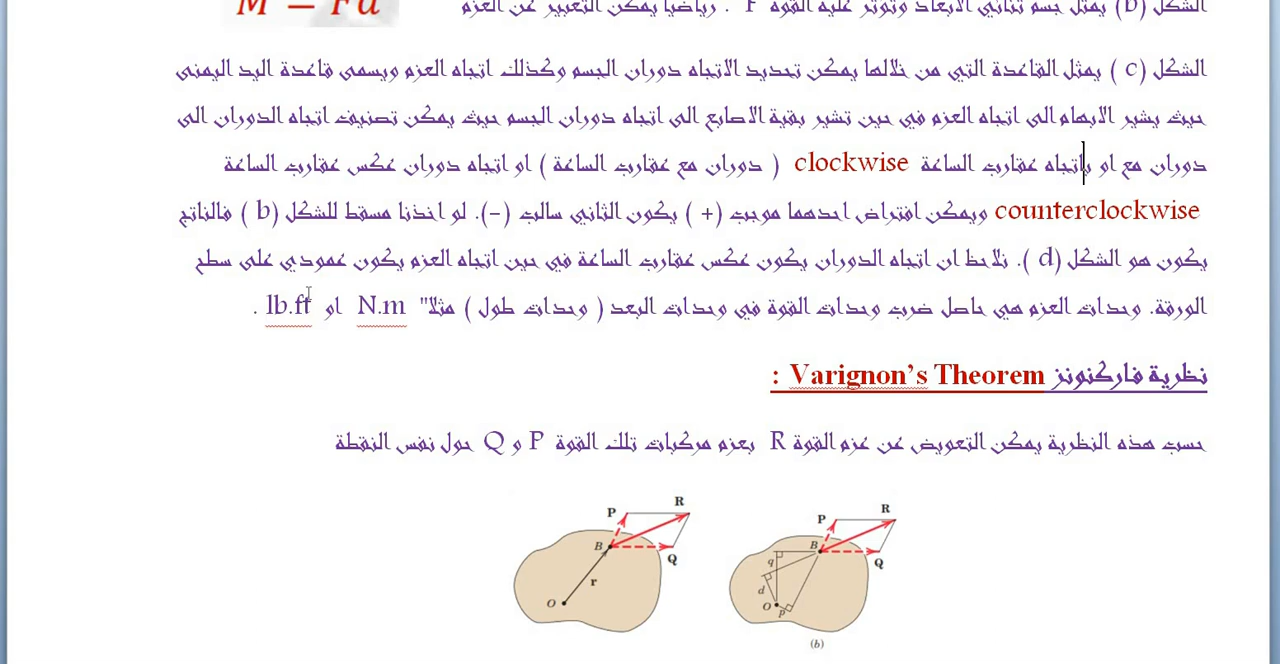 الشكل (b) يمثل جسم ثنائي الابعاد وتؤثر عليه القوة F . رياضيا يمكن التعبير عن العزم M = Fd
الشكل (c ) يمثل القاعدة التي من خلالها يمكن تحديد الاتجاه دوران الجسم وكذلك اتجاه العزم ويسمى قاعدة اليد اليمنى
حيث يشير الابهام الى اتجاه العزم في حين تشير بقية الاصابع الى اتجاه دوران الجسم حيث يمكن تصنيف اتجاه الدوران الى
دوران مع او باتجاه عقارب الساعة clockwise ( دوران مع عقارب الساعة ) او اتجاه دوران عكس عقارب الساعة
counterclockwise ويمكن افتراض احدهما موجب (+ ) يكون الثاني سالب (-). لو اخذنا مسقط للشكل (b ) فالناتج
يكون هو الشكل (d ). نلاحظ ان اتجاه الدوران يكون عكس عقارب الساعة في حين اتجاه العزم يكون عمودي على سطح
الورقة. وحدات العزم هي حاصل ضرب وحدات القوة في وحدات البعد ( وحدات طول ) مثلا" N.m او lb.ft .
نظرية فاركنونز Varignon's Theorem :
حسب هذه النظرية يمكن التعويض عن عزم القوة R بعزم مركبات تلك القوة P و Q حول نفس النقطة
P R
B Q
r
O
P R
B Q
q
d
O p
(b)